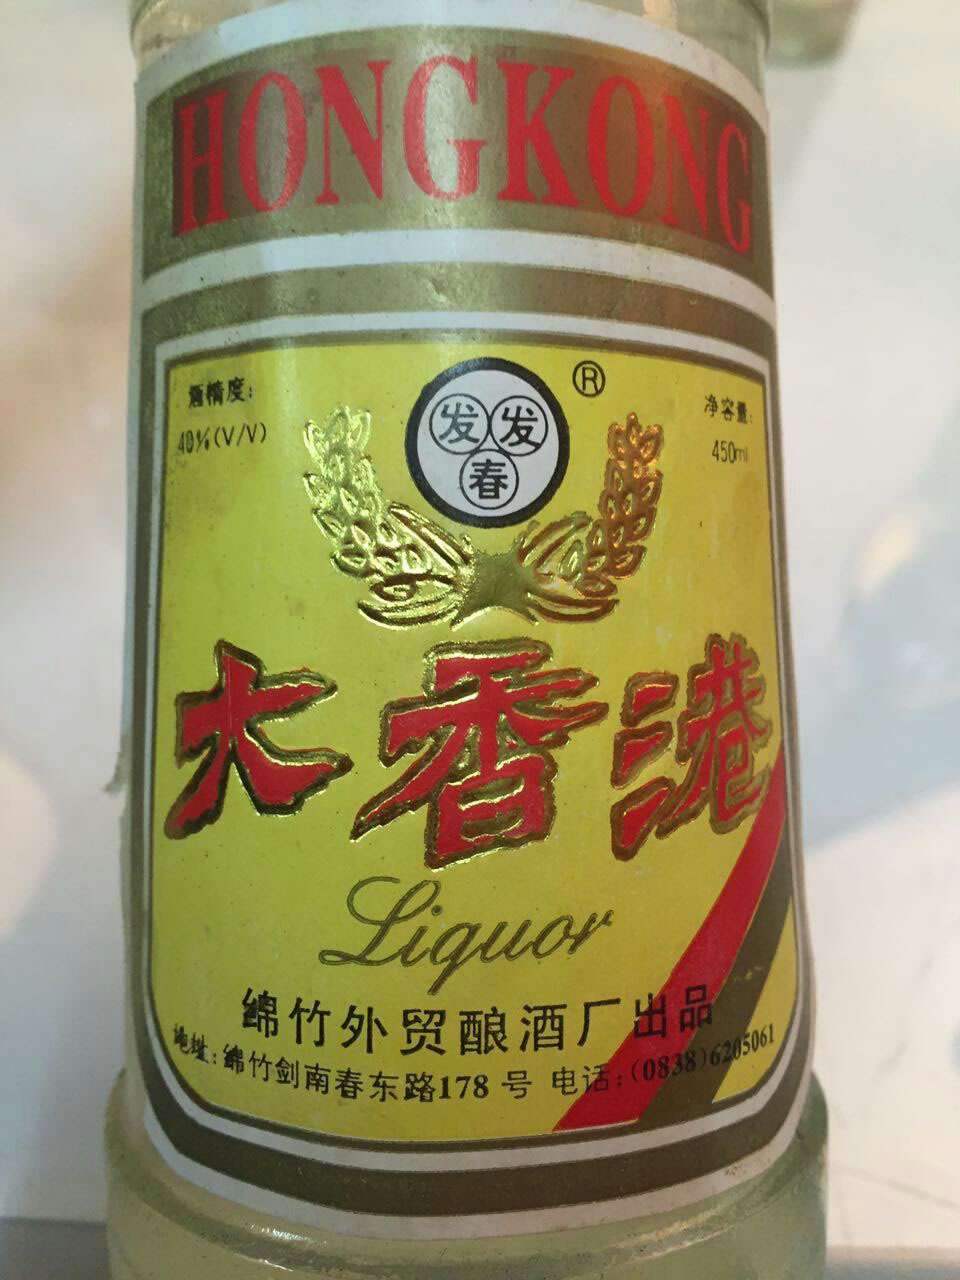 HONGKONG
酒精度：
40%(V/V)
发发
春
®
净容量：
450ml
大香港
Liquor
绵竹外贸酿酒厂出品
地址：绵竹剑南春东路178号 电话：(0838)6205061